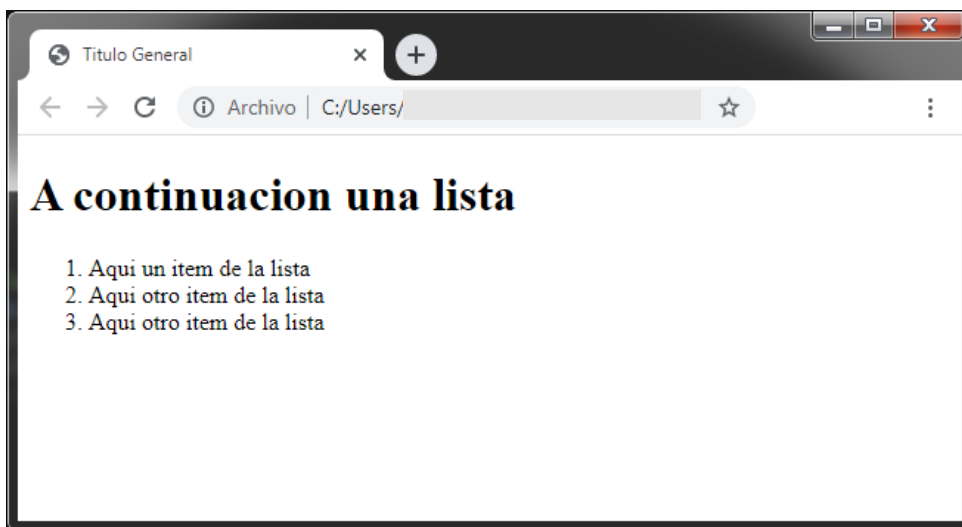 Titulo General
Archivo | C:/Users/
A continuacion una lista
1. Aqui un item de la lista
2. Aqui otro item de la lista
3. Aqui otro item de la lista